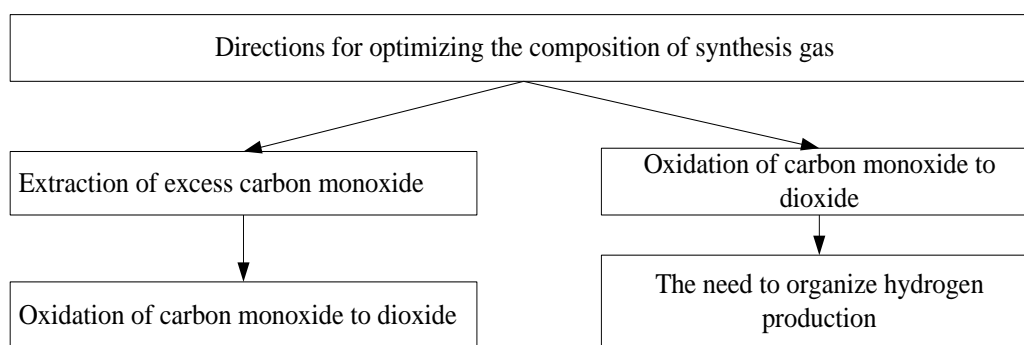 Directions for optimizing the composition of synthesis gas
Extraction of excess carbon monoxide
Oxidation of carbon monoxide to
dioxide
Oxidation of carbon monoxide to dioxide
The need to organize hydrogen
production